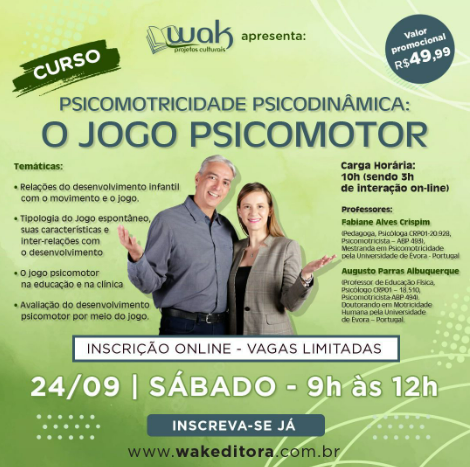 wak
projetos culturais
apresenta:
Valor
promocional
R$49,99
CURSO
PSICOMOTRICIDADE PSICODINÂMICA:
O JOGO PSICOMOTOR
Temáticas:
• Relações do desenvolvimento infantil
com o movimento e o jogo.
• Tipologia do Jogo espontâneo,
suas características e
inter-relações com
o desenvolvimento
• O jogo psicomotor
na educação e na clínica
• Avaliação do desenvolvimento
psicomotor por meio do jogo.
Carga Horária:
10h (sendo 3h
de interação on-line)
Professores:
Fabiane Alves Crispim
(Pedagoga, Psicóloga CRP01-20.928,
Psicomotricista – ABP 493),
Mestranda em Psicomotricidade
pela Universidade de Évora - Portugal
Augusto Parras Albuquerque
(Professor de Educação Física,
Psicólogo CRP01 – 18.510,
Psicomotricista-ABP 494).
Doutorando em Motricidade
Humana pela Universidade
de Évora – Portugal.
INSCRIÇÃO ONLINE - VAGAS LIMITADAS
24/09 | SÁBADO - 9h às 12h
INSCREVA-SE JÁ
www.wakeditora.com.br